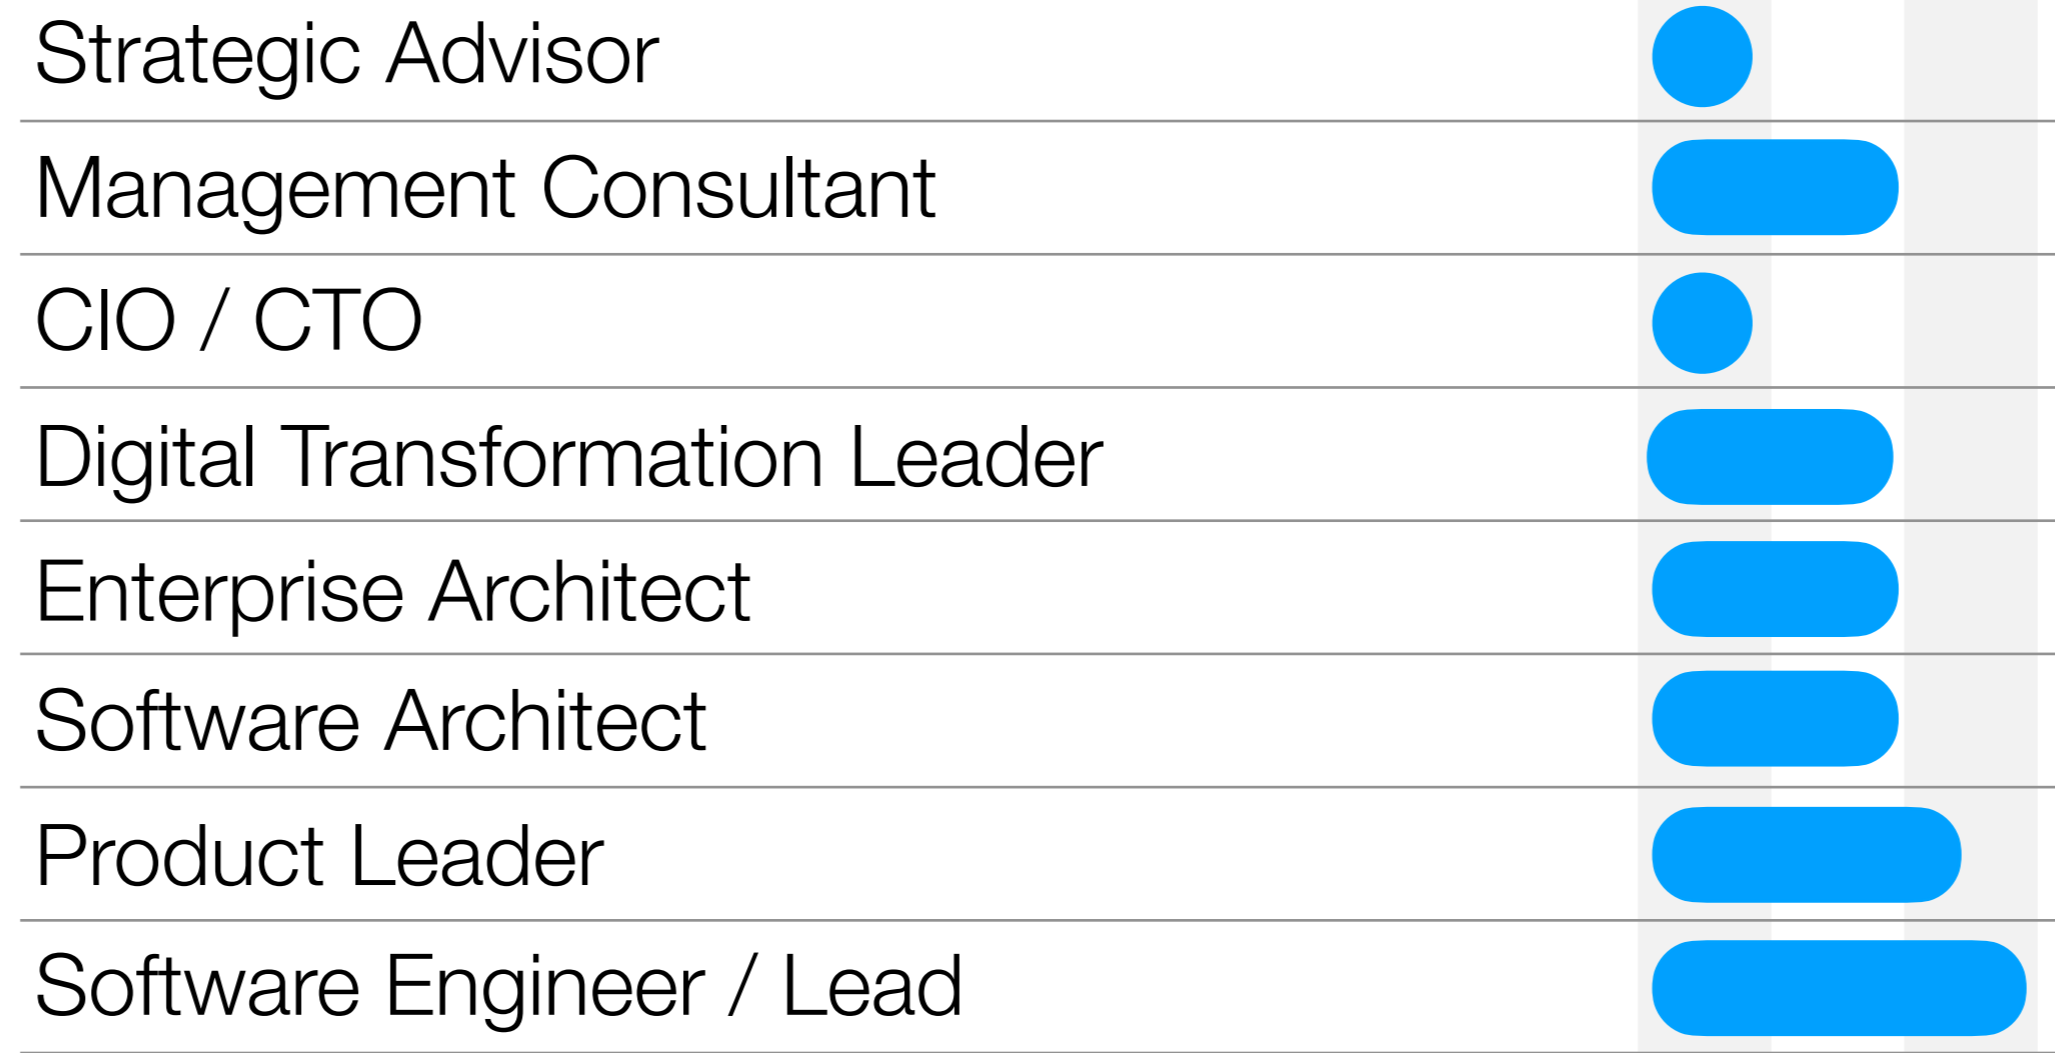 Strategic Advisor
Management Consultant
CIO / CTO
Digital Transformation Leader
Enterprise Architect
Software Architect
Product Leader
Software Engineer / Lead